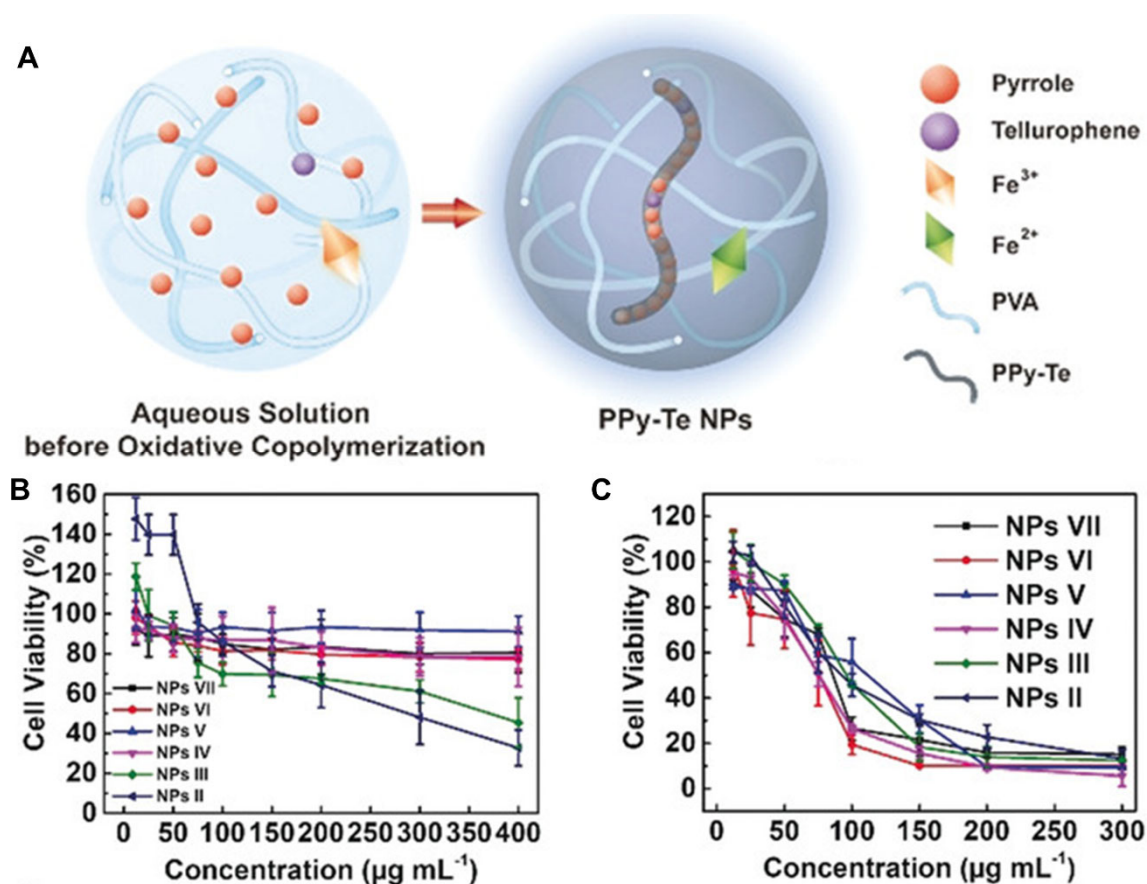 A
Pyrrole
Tellurophene
Fe³⁺
Fe²⁺
PVA
PPy-Te
Aqueous Solution
before Oxidative Copolymerization
PPy-Te NPs
B
160
140
120
100
80
60
40
20
0
Cell Viability (%)
NPs VII
NPs VI
NPs V
NPs IV
NPs III
NPs II
0 50 100 150 200 250 300 350 400
Concentration (µg mL⁻¹)
C
120
100
80
60
40
20
0
Cell Viability (%)
NPs VII
NPs VI
NPs V
NPs IV
NPs III
NPs II
0 50 100 150 200 250 300
Concentration (µg mL⁻¹)